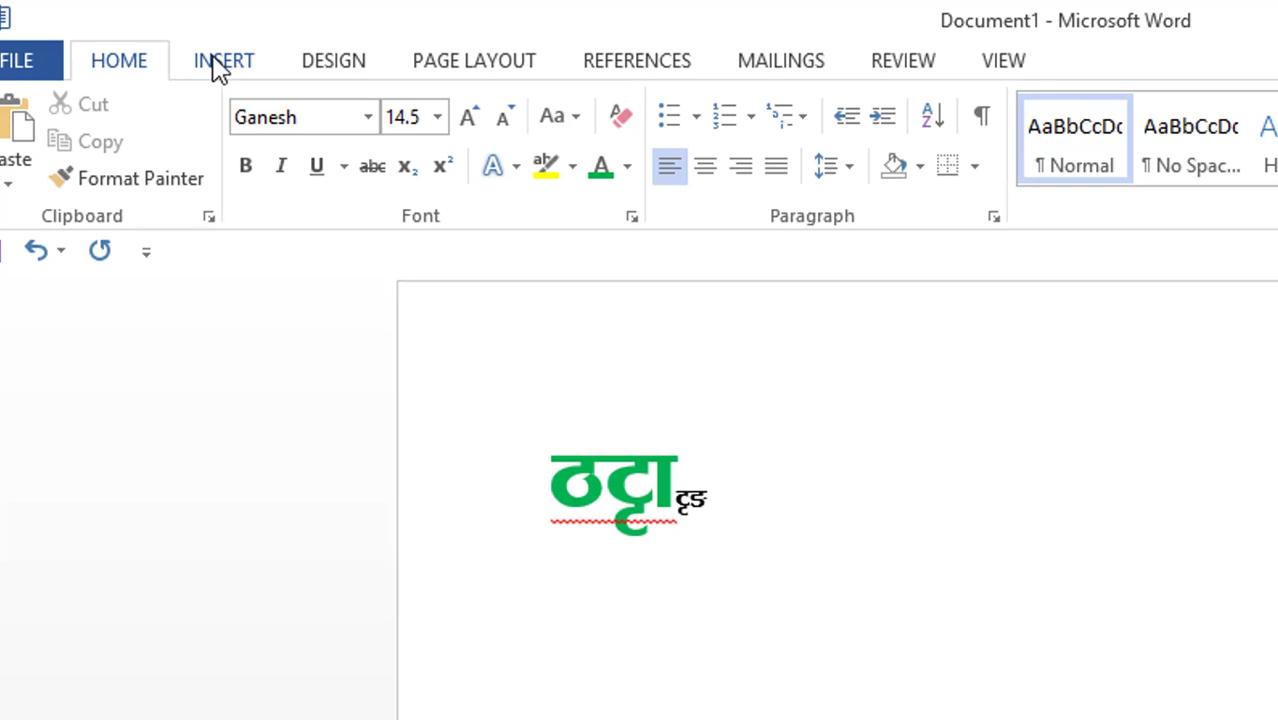 Document1 - Microsoft Word
FILE HOME INSERT DESIGN PAGE LAYOUT REFERENCES MAILINGS REVIEW VIEW
Cut
Copy
aste
Format Painter
Clipboard
Ganesh 14.5
Font
Paragraph
AaBbCcDc AaBbCcDc
¶ Normal ¶ No Spac...